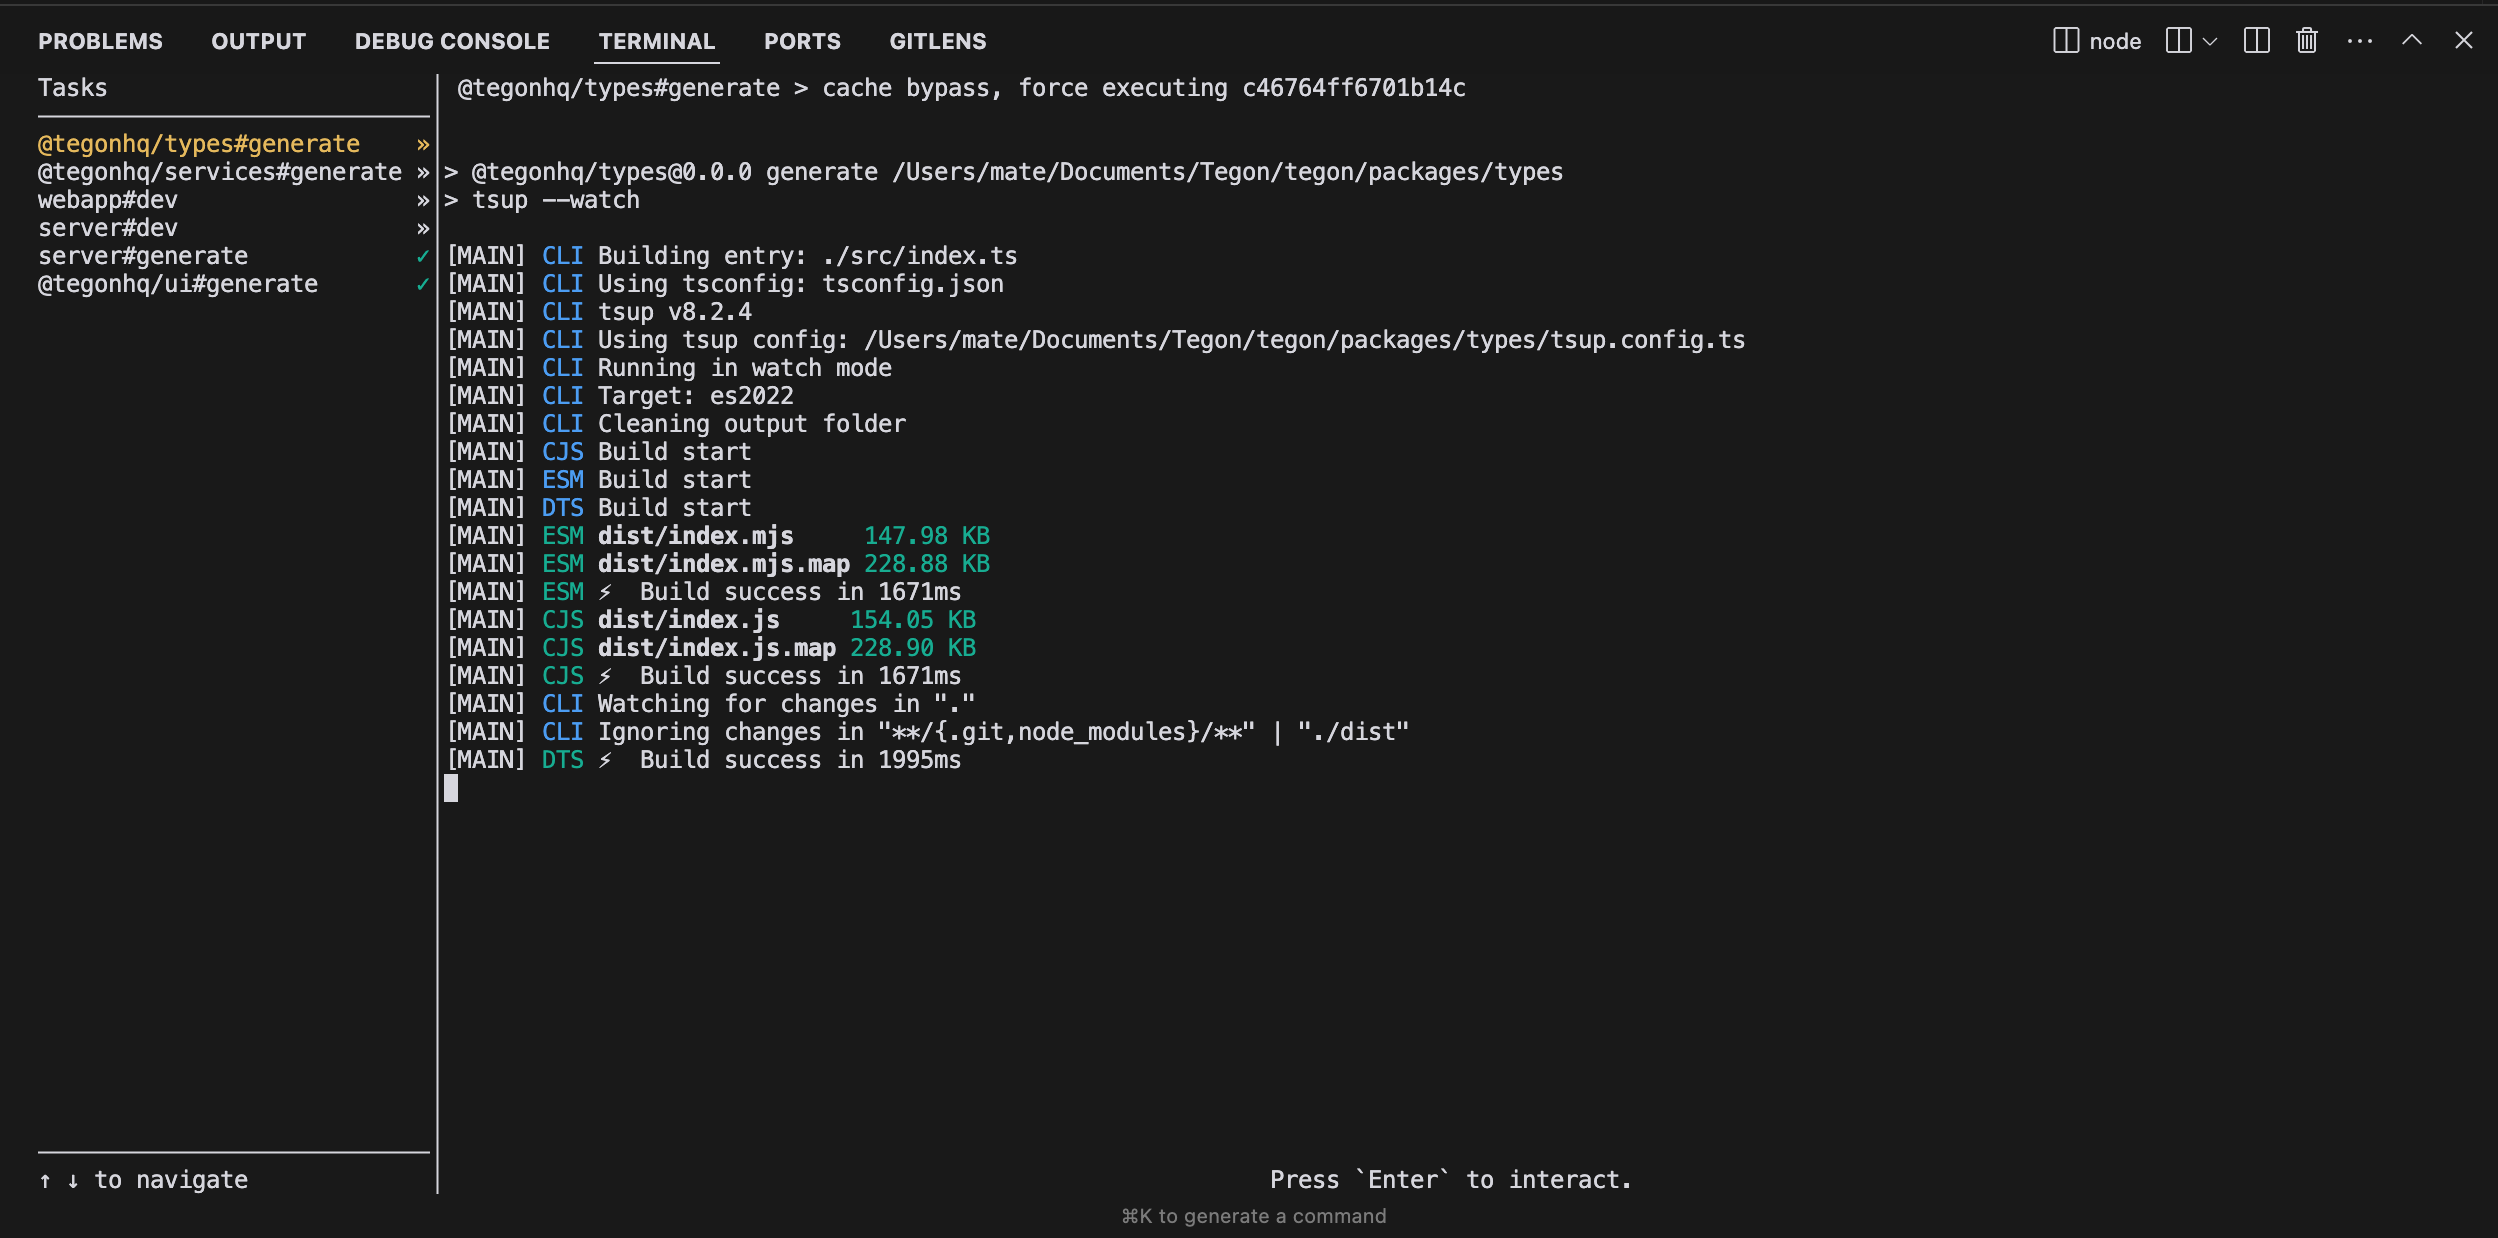 PROBLEMS OUTPUT DEBUG CONSOLE TERMINAL PORTS GITLENS node
Tasks
@tegonhq/types#generate »
@tegonhq/services#generate »
webapp#dev »
server#dev »
server#generate ✓
@tegonhq/ui#generate ✓
↑ ↓ to navigate
@tegonhq/types#generate > cache bypass, force executing c46764ff6701b14c
> @tegonhq/types@0.0.0 generate /Users/mate/Documents/Tegon/tegon/packages/types
> tsup --watch
[MAIN] CLI Building entry: ./src/index.ts
[MAIN] CLI Using tsconfig: tsconfig.json
[MAIN] CLI tsup v8.2.4
[MAIN] CLI Using tsup config: /Users/mate/Documents/Tegon/tegon/packages/types/tsup.config.ts
[MAIN] CLI Running in watch mode
[MAIN] CLI Target: es2022
[MAIN] CLI Cleaning output folder
[MAIN] CJS Build start
[MAIN] ESM Build start
[MAIN] DTS Build start
[MAIN] ESM dist/index.mjs     147.98 KB
[MAIN] ESM dist/index.mjs.map 228.88 KB
[MAIN] ESM ⚡ Build success in 1671ms
[MAIN] CJS dist/index.js     154.05 KB
[MAIN] CJS dist/index.js.map 228.90 KB
[MAIN] CJS ⚡ Build success in 1671ms
[MAIN] CLI Watching for changes in "."
[MAIN] CLI Ignoring changes in "**/{.git,node_modules}/**" | "./dist"
[MAIN] DTS ⚡ Build success in 1995ms
Press `Enter` to interact.
⌘K to generate a command